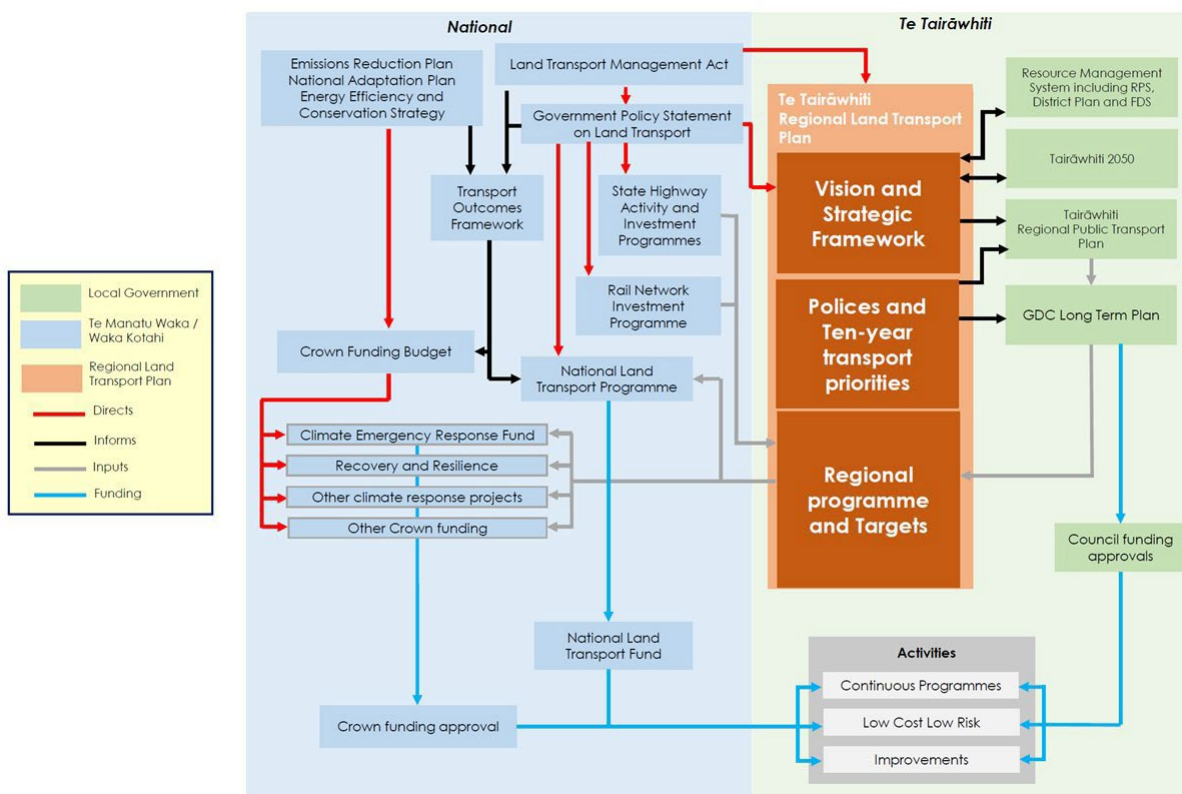 National
Te Tairāwhiti
Emissions Reduction Plan
National Adaptation Plan
Energy Efficiency and
Conservation Strategy
Land Transport Management Act
Government Policy Statement
on Land Transport
Transport
Outcomes
Framework
State Highway
Activity and
Investment
Programmes
Rail Network
Investment
Programme
Crown Funding Budget
National Land
Transport Programme
Climate Emergency Response Fund
Recovery and Resilience
Other climate response projects
Other Crown funding
National Land
Transport Fund
Crown funding approval
Te Tairāwhiti
Regional Land Transport
Plan
Vision and
Strategic
Framework
Polices and
Ten-year
transport
priorities
Regional
programme
and Targets
Resource Management
System including RPS,
District Plan and FDS
Tairāwhiti 2050
Tairāwhiti
Regional Public Transport
Plan
GDC Long Term Plan
Council funding
approvals
Activities
Continuous Programmes
Low Cost Low Risk
Improvements
Local Government
Te Manatu Waka /
Waka Kotahi
Regional Land
Transport Plan
Directs
Informs
Inputs
Funding